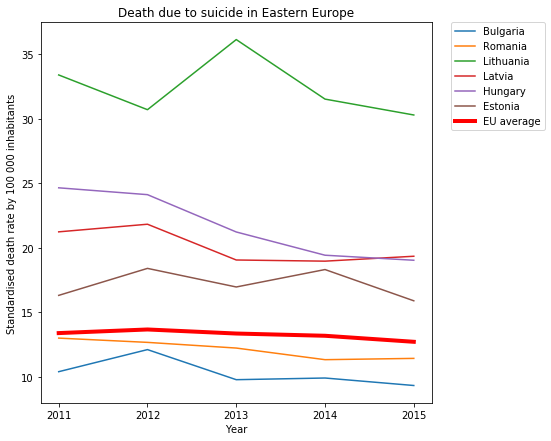 Death due to suicide in Eastern Europe
Standardised death rate by 100 000 inhabitants
35
30
25
20
15
10
2011 2012 2013 2014 2015
Year
Bulgaria
Romania
Lithuania
Latvia
Hungary
Estonia
EU average